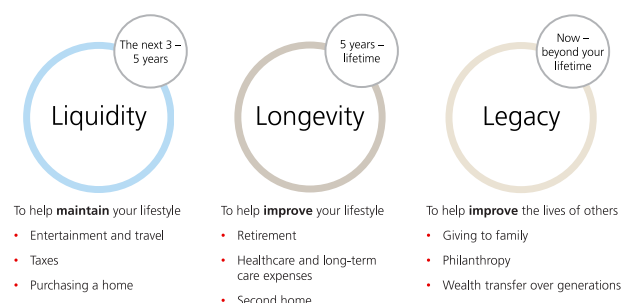 The next 3 –
5 years
Liquidity
To help maintain your lifestyle
• Entertainment and travel
• Taxes
• Purchasing a home
5 years –
lifetime
Longevity
To help improve your lifestyle
• Retirement
• Healthcare and long-term
care expenses
• Second home
Now –
beyond your
lifetime
Legacy
To help improve the lives of others
• Giving to family
• Philanthropy
• Wealth transfer over generations